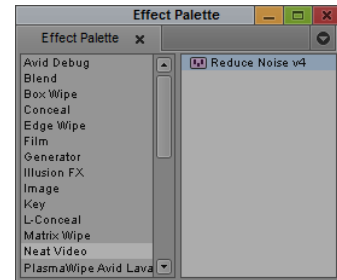 Effect Palette
Effect Palette
Avid Debug
Blend
Box Wipe
Conceal
Edge Wipe
Film
Generator
Illusion FX
Image
Key
L-Conceal
Matrix Wipe
Neat Video
PlasmaWipe Avid Lava
Reduce Noise v4